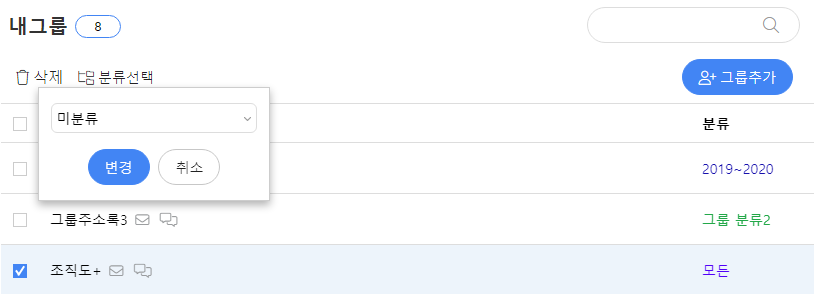 내그룹 8
삭제 분류선택 그룹추가
미분류
변경 취소
분류
2019~2020
그룹주소록3 그룹 분류2
조직도+ 모든